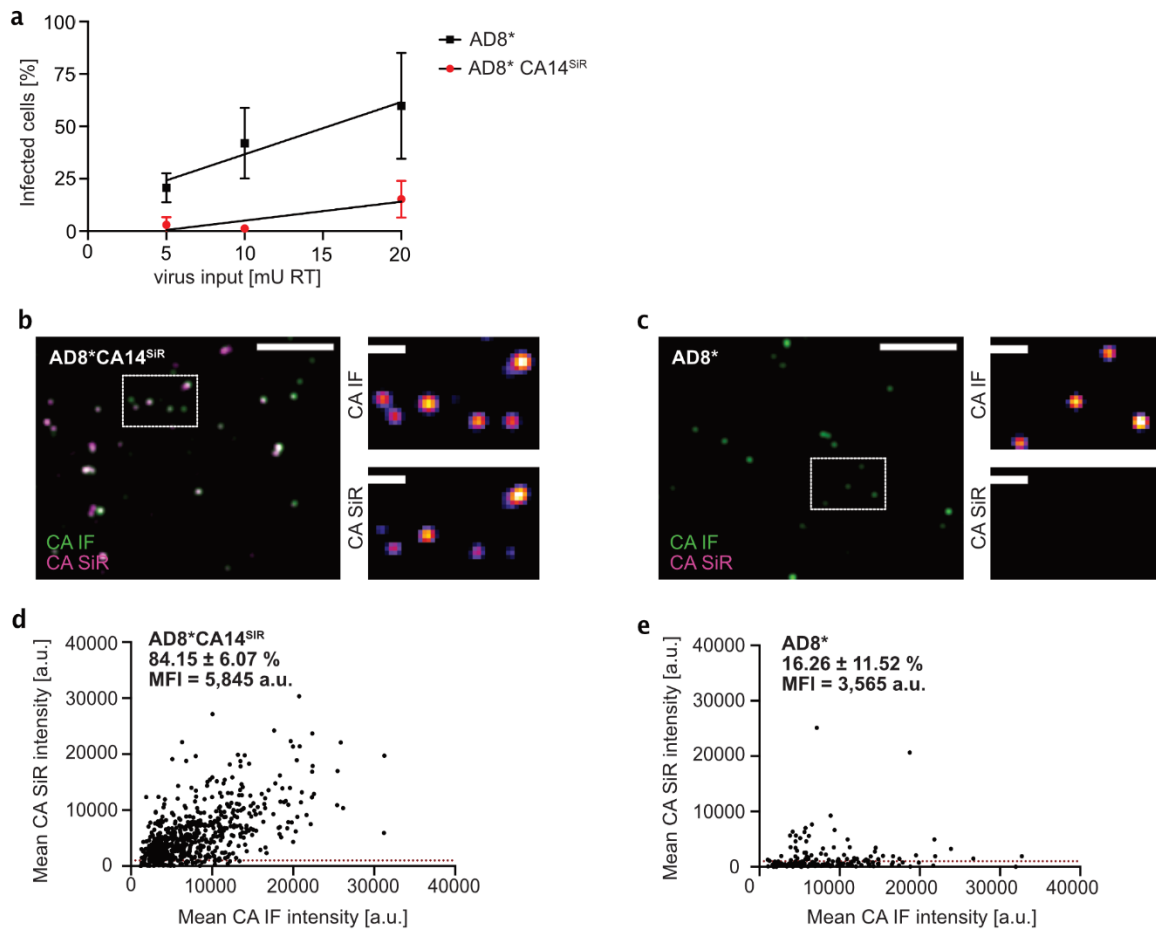 a
100
75
50
25
0
Infected cells [%]
0 5 10 15 20
virus input [mU RT]
AD8*
AD8* CA14SiR
b
AD8*CA14SiR
CA IF
CA SiR
CA IF
CA SiR
c
AD8*
CA IF
CA SiR
CA IF
CA SiR
d
AD8*CA14SIR
84.15 ± 6.07 %
MFI = 5,845 a.u.
40000
30000
20000
10000
0
Mean CA SiR intensity [a.u.]
0 10000 20000 30000 40000
Mean CA IF intensity [a.u.]
e
AD8*
16.26 ± 11.52 %
MFI = 3,565 a.u.
40000
30000
20000
10000
0
Mean CA SiR intensity [a.u.]
0 10000 20000 30000 40000
Mean CA IF intensity [a.u.]